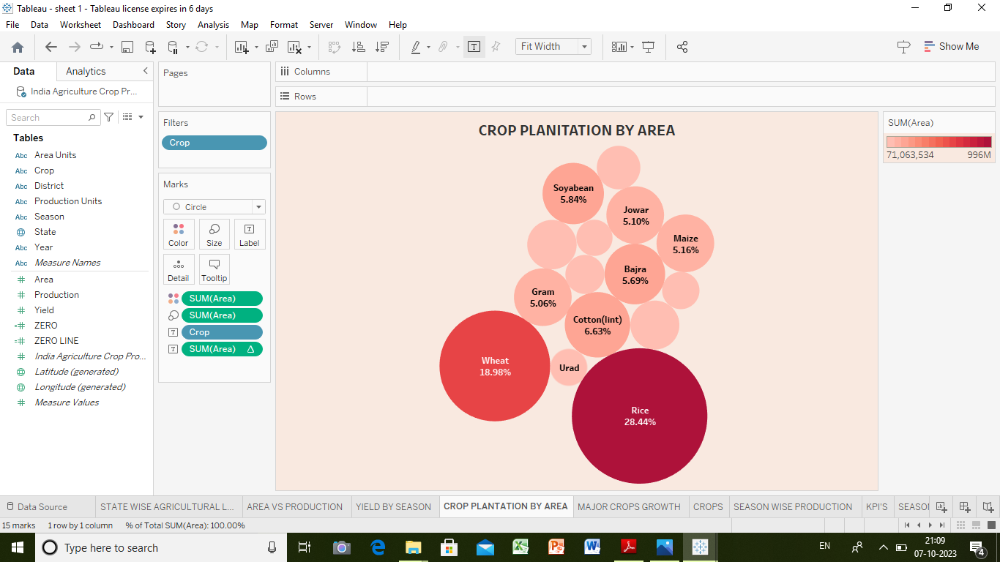 Tableau - sheet 1 - Tableau license expires in 6 days
File Data Worksheet Dashboard Story Analysis Map Format Server Window Help
Fit Width
Show Me
Data Analytics
India Agriculture Crop Pr...
Search
Tables
Abc Area Units
Abc Crop
Abc District
Abc Production Units
Abc Season
State
Abc Year
Abc Measure Names
Area
Production
Yield
ZERO
ZERO LINE
India Agriculture Crop Pro...
Latitude (generated)
Longitude (generated)
Measure Values
Pages
Filters
Crop
Marks
Circle
Color Size Label
Detail Tooltip
SUM(Area)
SUM(Area)
Crop
SUM(Area)
Columns
Rows
CROP PLANITATION BY AREA
Soyabean
5.84%
Jowar
5.10%
Maize
5.16%
Bajra
5.69%
Gram
5.06%
Cotton(lint)
6.63%
Wheat
18.98%
Urad
Rice
28.44%
SUM(Area)
71,063,534 996M
Data Source STATE WISE AGRICULTURAL L... AREA VS PRODUCTION YIELD BY SEASON CROP PLANTATION BY AREA MAJOR CROPS GROWTH CROPS SEASON WISE PRODUCTION KPI'S SEASO
15 marks 1 row by 1 column % of Total SUM(Area): 100.00%
Type here to search
EN
21:09
07-10-2023
4